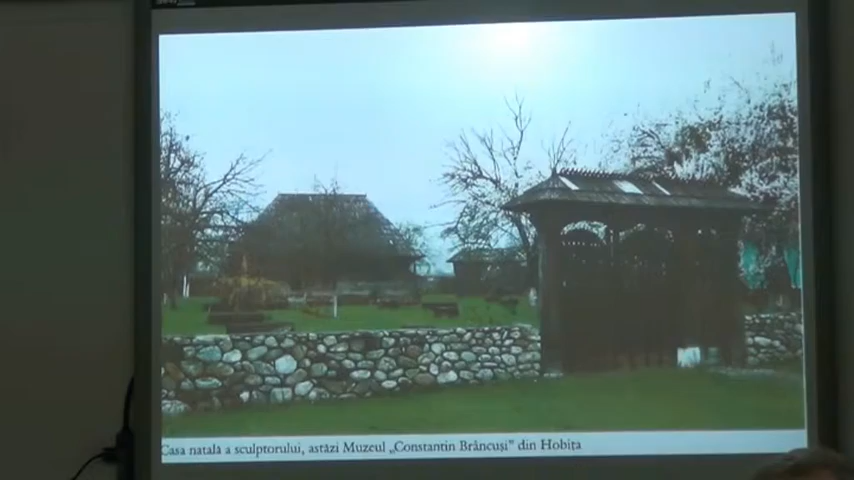 Casa natală a sculptorului, astăzi Muzeul „Constantin Brâncuși” din Hobița